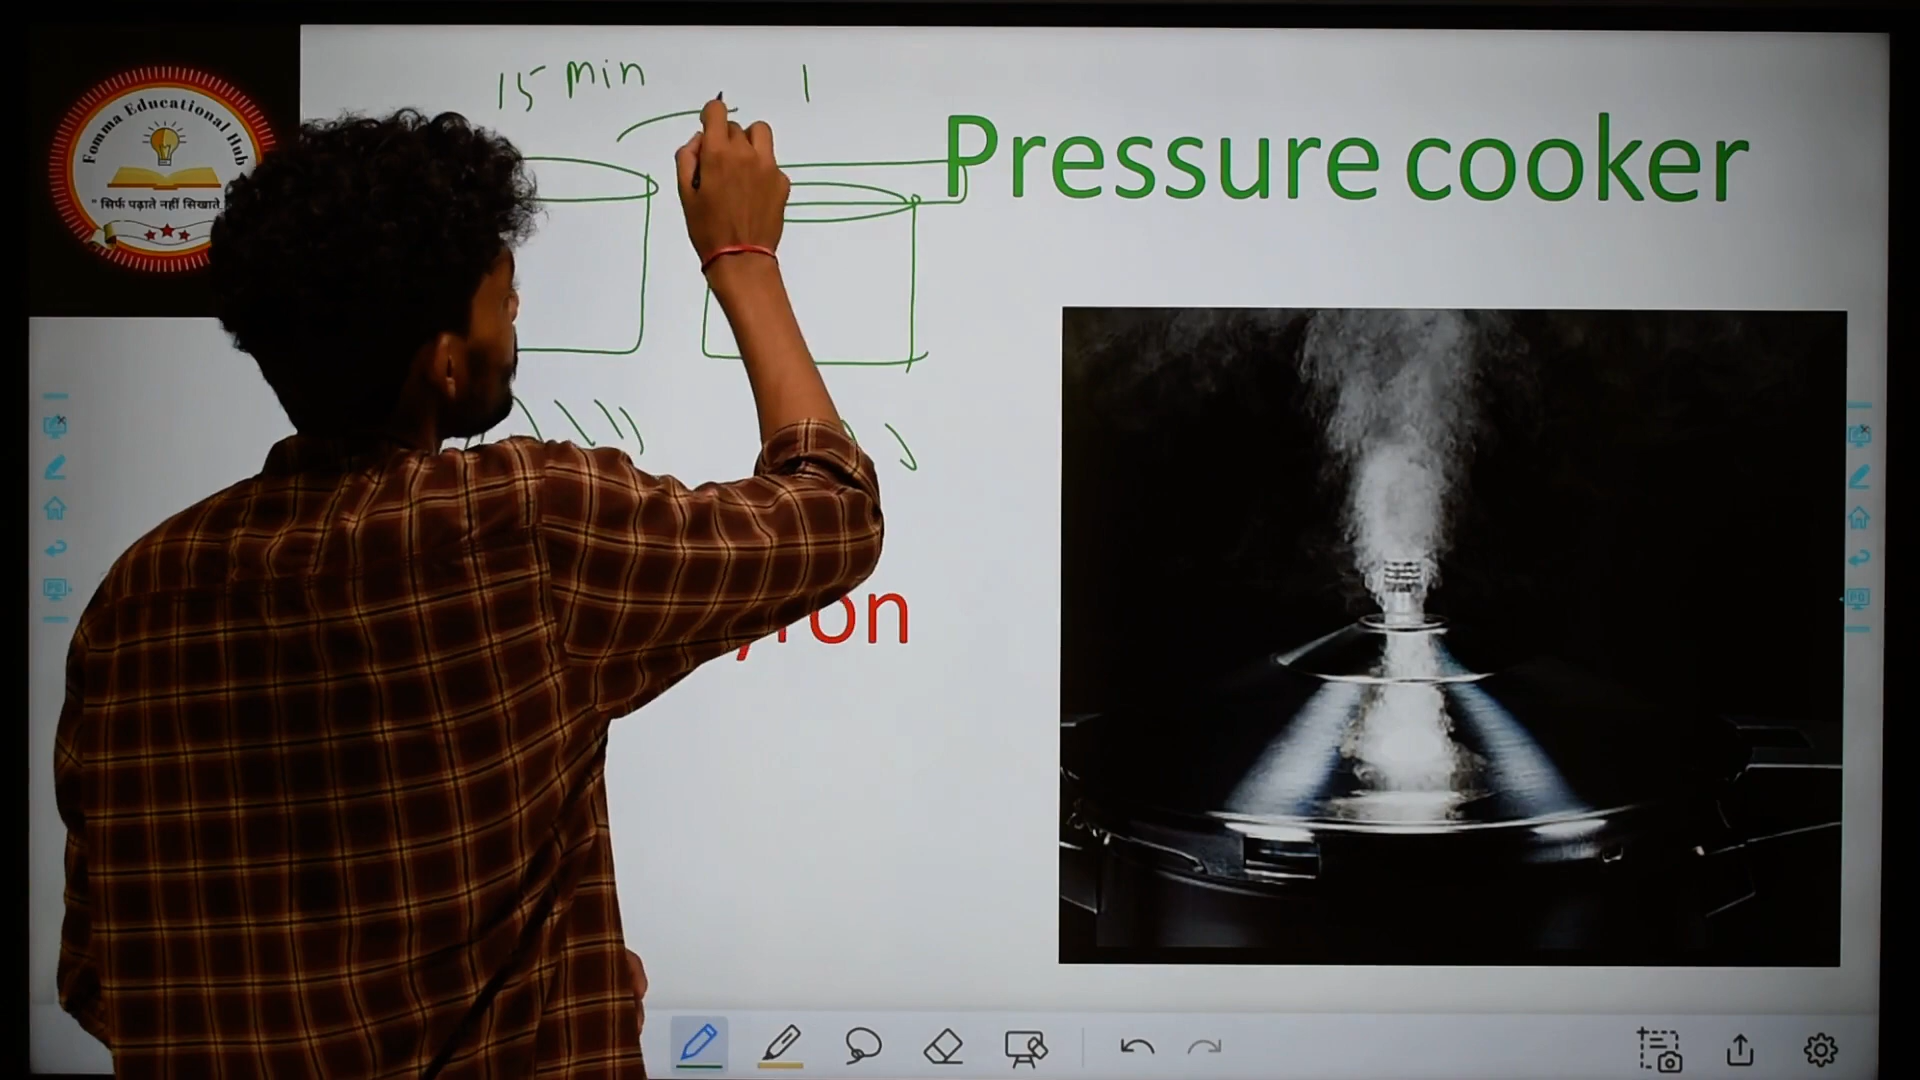 Fomma Educational Hub
" सिर्फ पढ़ाते नहीं सिखाते
15 min 1
Pressure cooker